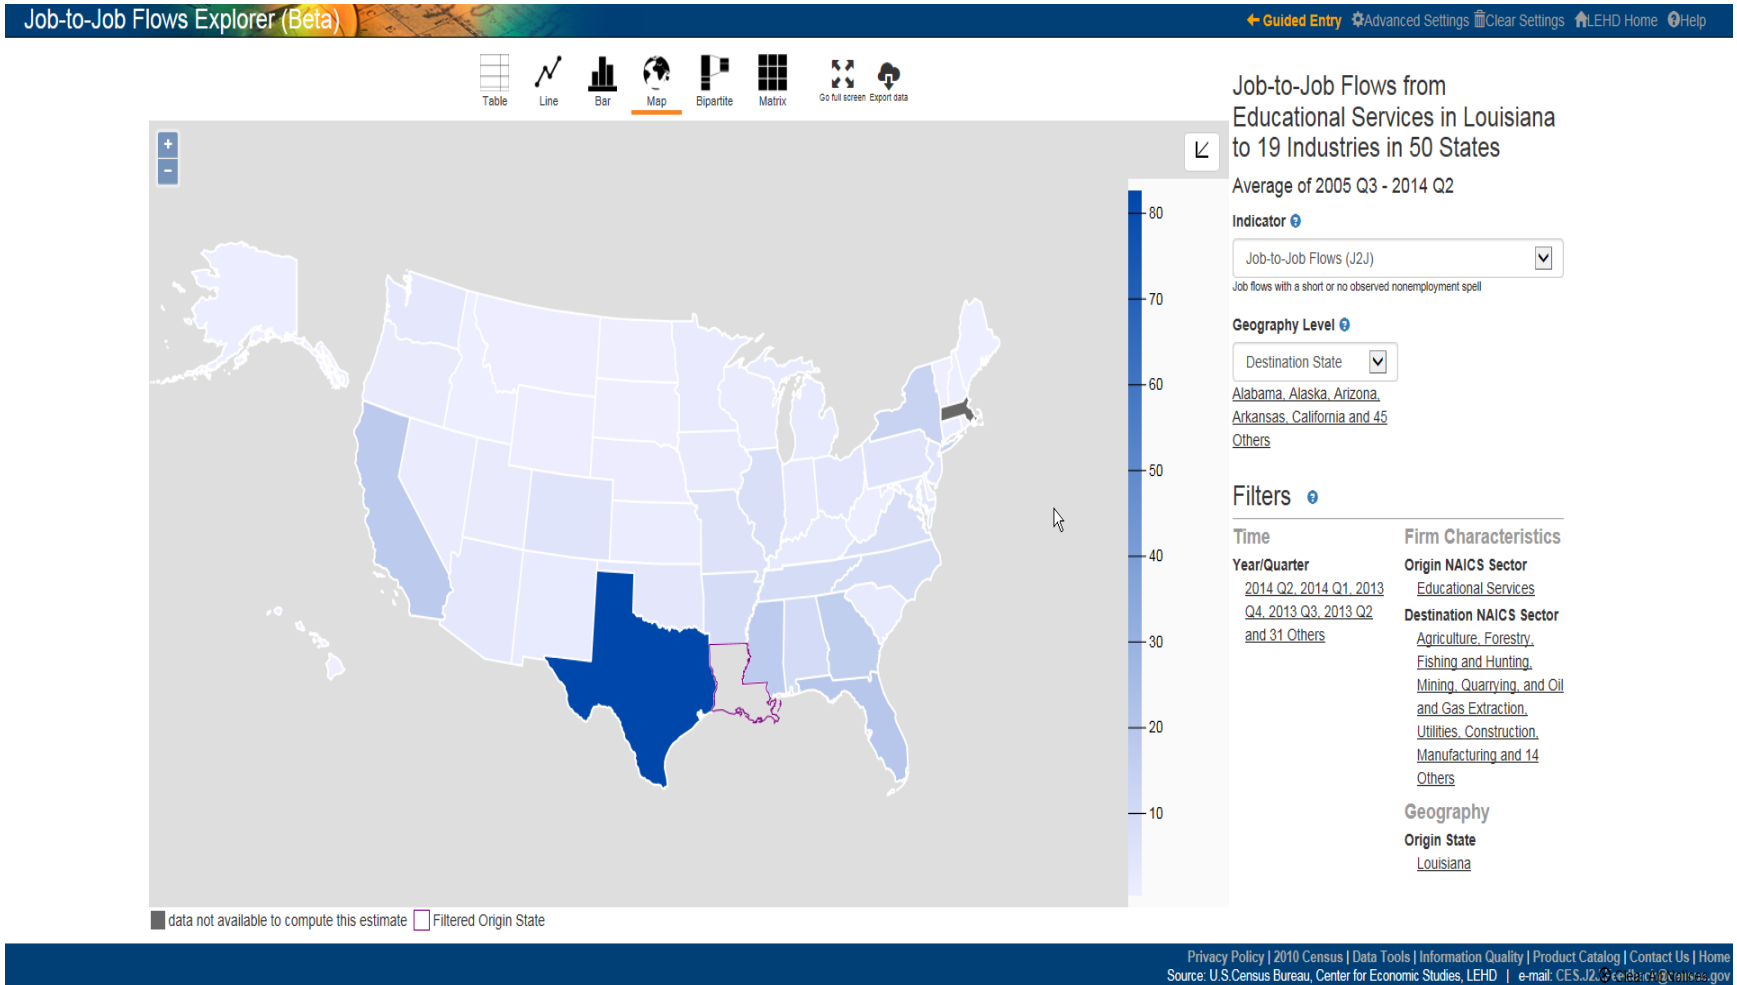 Job-to-Job Flows Explorer (Beta)
Guided Entry Advanced Settings Clear Settings LEHD Home Help
Table Line Bar Map Bipartite Matrix Go full screen Export data
+
-
80
70
60
50
40
30
20
10
data not available to compute this estimate Filtered Origin State
Job-to-Job Flows from
Educational Services in Louisiana
to 19 Industries in 50 States
Average of 2005 Q3 - 2014 Q2
Indicator
Job-to-Job Flows (J2J)
Job flows with a short or no observed nonemployment spell
Geography Level
Destination State
Alabama, Alaska, Arizona,
Arkansas, California and 45
Others
Filters
Time
Year/Quarter
2014 Q2, 2014 Q1, 2013
Q4, 2013 Q3, 2013 Q2
and 31 Others
Firm Characteristics
Origin NAICS Sector
Educational Services
Destination NAICS Sector
Agriculture, Forestry,
Fishing and Hunting,
Mining, Quarrying, and Oil
and Gas Extraction,
Utilities, Construction,
Manufacturing and 14
Others
Geography
Origin State
Louisiana
Privacy Policy | 2010 Census | Data Tools | Information Quality | Product Catalog | Contact Us | Home
Source: U.S.Census Bureau, Center for Economic Studies, LEHD | e-mail: